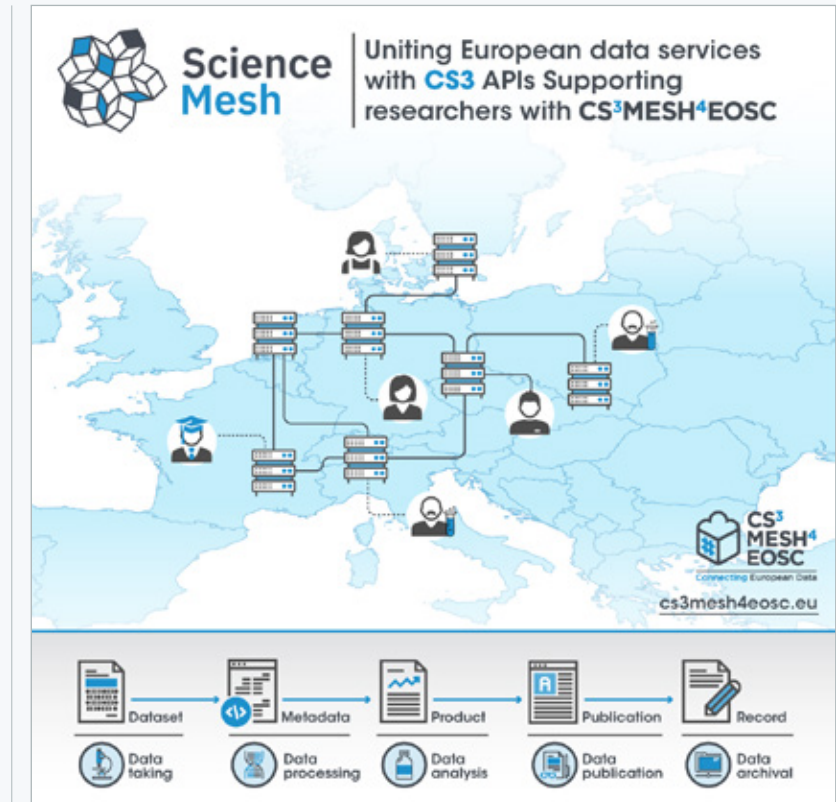 Science
Mesh
Uniting European data services
with CS3 APIs Supporting
researchers with CS³MESH⁴EOSC
CS³
MESH⁴
EOSC
Connecting European Data
cs3mesh4eosc.eu
Dataset
Metadata
Product
Publication
Record
Data
taking
Data
processing
Data
analysis
Data
publication
Data
archival